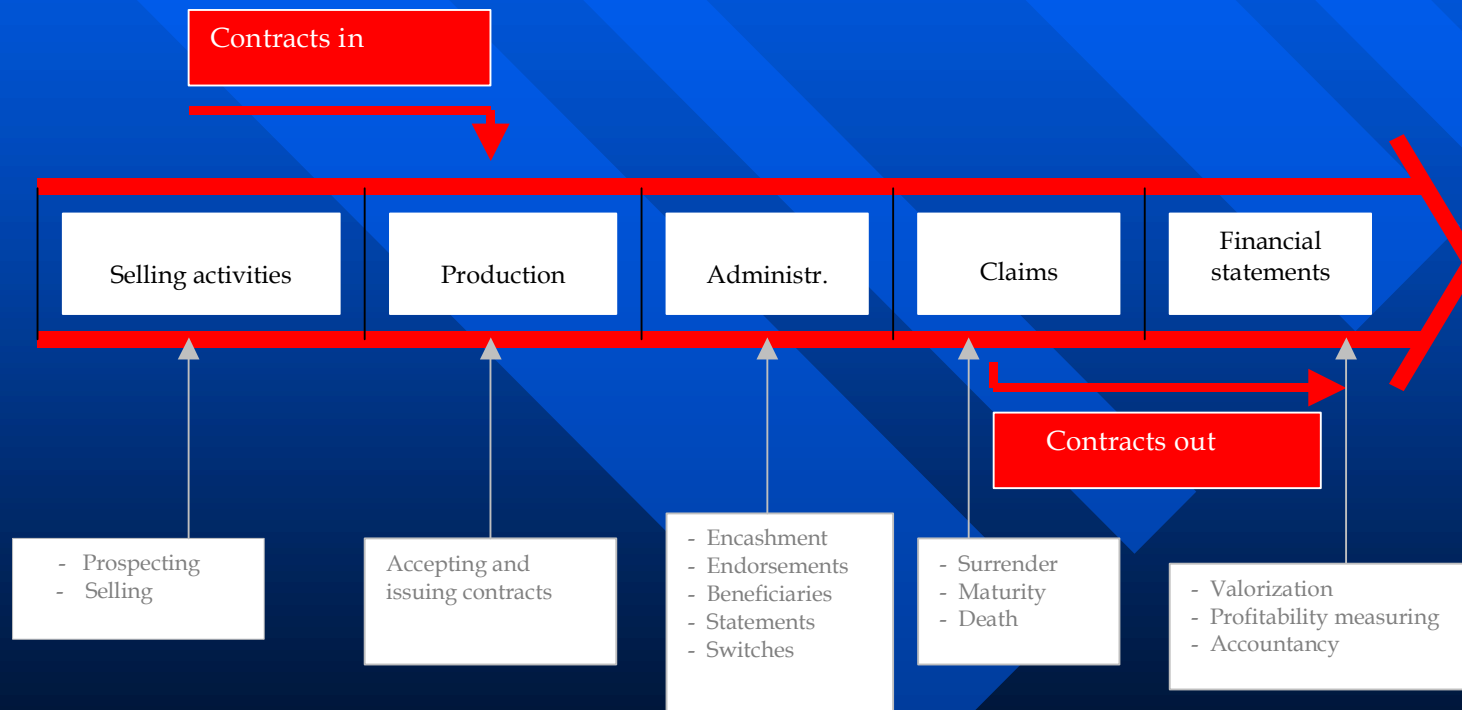 Contracts in
Selling activities
Production
Administr.
Claims
Financial
statements
Contracts out
- Prospecting
- Selling
Accepting and
issuing contracts
- Encashment
- Endorsements
- Beneficiaries
- Statements
- Switches
- Surrender
- Maturity
- Death
- Valorization
- Profitability measuring
- Accountancy